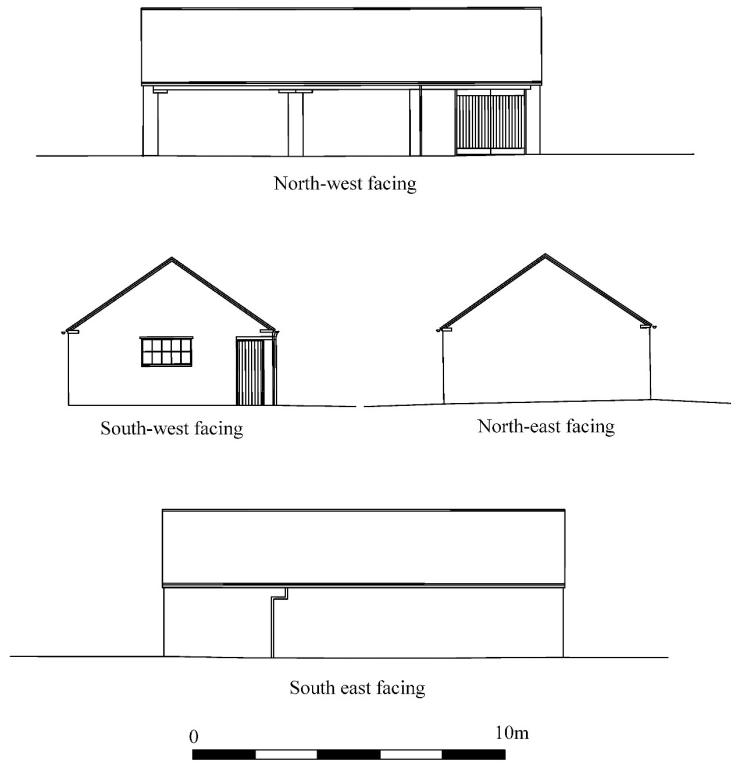 North-west facing
South-west facing
North-east facing
South east facing
0 10m